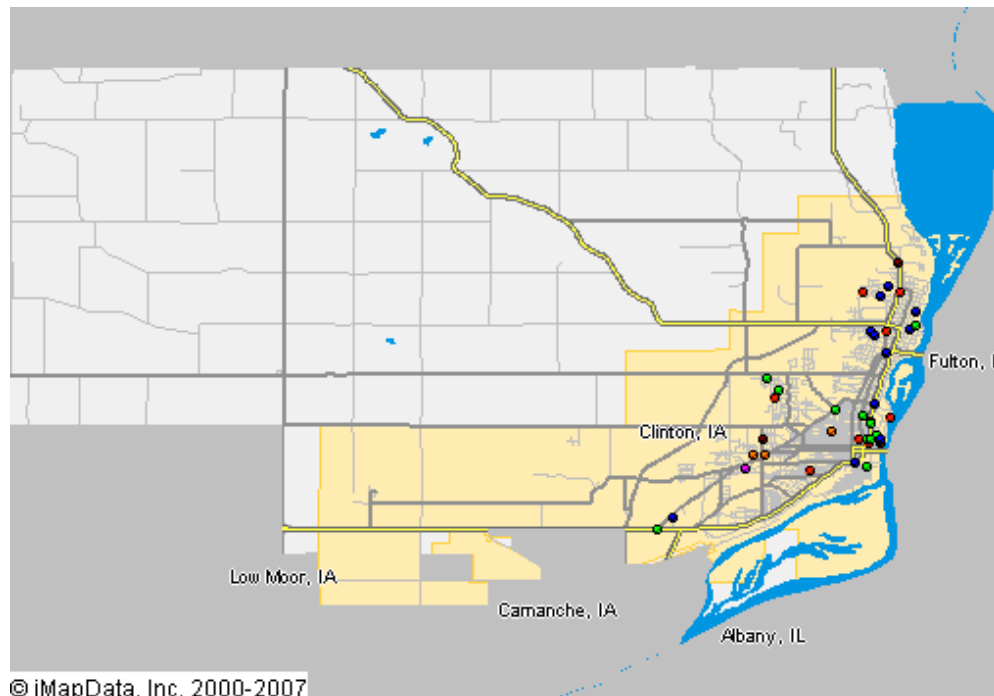 Fulton, I
Clinton, IA
Low Moor, IA
Camanche, IA
Albany, IL
© iMapData, Inc. 2000-2007